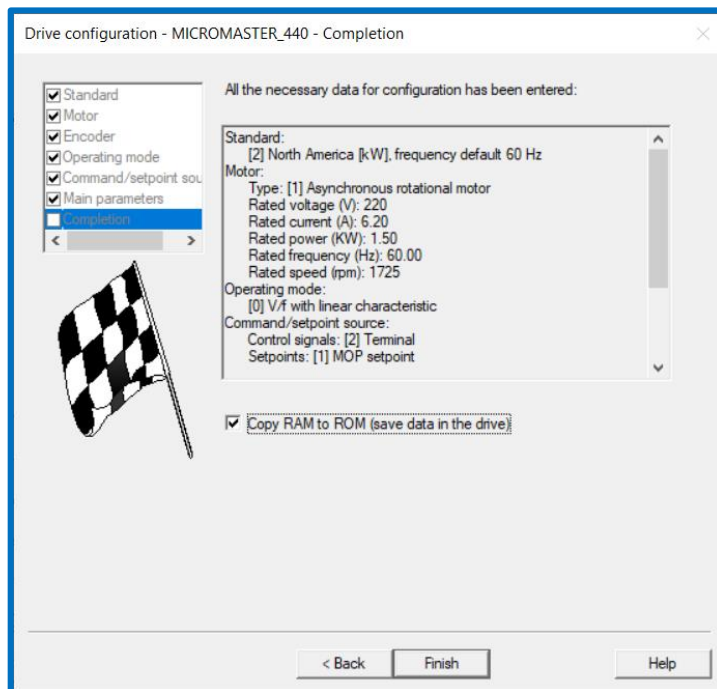 Drive configuration - MICROMASTER_440 - Completion
Standard
Motor
Encoder
Operating mode
Command/setpoint sou
Main parameters
Completion
All the necessary data for configuration has been entered:
Standard:
[2] North America [kW], frequency default 60 Hz
Motor:
Type: [1] Asynchronous rotational motor
Rated voltage (V): 220
Rated current (A): 6.20
Rated power (KW): 1.50
Rated frequency (Hz): 60.00
Rated speed (rpm): 1725
Operating mode:
[0] V/f with linear characteristic
Command/setpoint source:
Control signals: [2] Terminal
Setpoints: [1] MOP setpoint
Copy RAM to ROM (save data in the drive)
< Back
Finish
Help